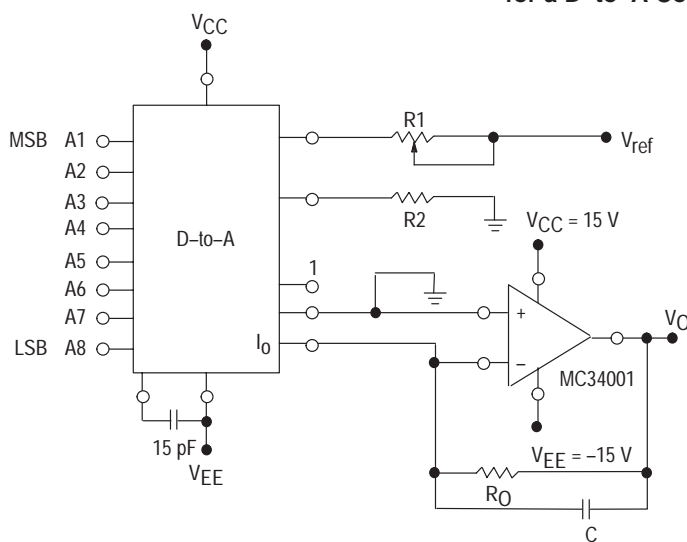 VCC
MSB A1
A2
A3
A4
A5
A6
A7
LSB A8
D–to–A
1
IO
R1
Vref
R2
VCC = 15 V
+
–
MC34001
VO
VEE = –15 V
RO
C
15 pF
VEE